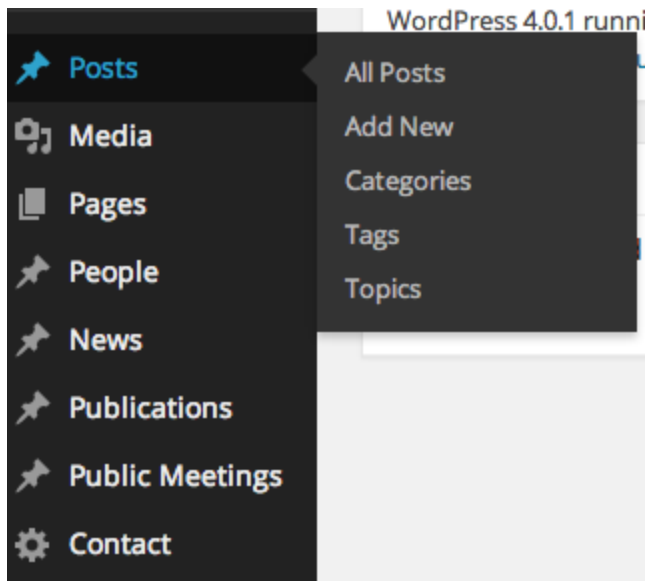 WordPress 4.0.1
Posts
All Posts
Add New
Categories
Tags
Topics
Media
Pages
People
News
Publications
Public Meetings
Contact